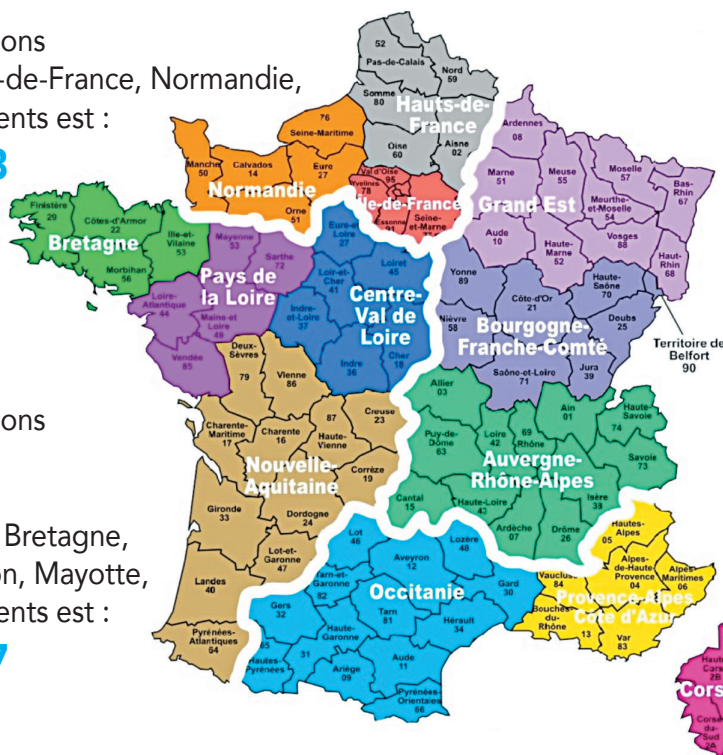 ions
-de-France, Normandie,
ents est :
3
ions
Bretagne,
on, Mayotte,
ents est :
7
52
Pas-de-Calais
Nord
59
Somme
80
Hauts-de-
France
Oise
60
Aisne
02
76
Seine-Maritime
Manche
50
Calvados
14
Eure
27
Normandie
Orne
61
Val d'Oise
95
Yvelines
78
Ile-de-France
Essonne
91
Seine-
et-Marne
Ardennes
08
Marne
51
Meuse
55
Moselle
57
Bas-
Rhin
67
Meurthe-
et-Moselle
54
Grand Est
Aude
10
Haute-
Marne
52
Vosges
88
Haut-
Rhin
68
Finistère
29
Côtes-d'Armor
22
Ille-et-
Vilaine
53
Bretagne
Morbihan
56
Mayenne
53
Sarthe
72
Pays de
la Loire
Loire-
Atlantique
44
Maine-et
Loire
49
Vendée
85
Eure-et
Loire
27
Loiret
45
Loir-et-
Cher
41
Centre-
Val de
Loire
Indre-
et-Loire
37
Indre
36
Cher
18
Yonne
89
Côte-d'Or
21
Haute-
Saône
70
Nièvre
58
Doubs
25
Bourgogne-
Franche-Comté
Saône-et-Loire
71
Jura
39
Territoire de
Belfort
90
Deux-
Sèvres
79
Vienne
86
Creuse
23
Charente-
Maritime
17
Charente
16
87
Haute-
Vienne
Corrèze
19
Nouvelle-
Aquitaine
Gironde
33
Dordogne
24
Lot-et-
Garonne
47
Landes
40
Pyrénées-
Atlantiques
64
Allier
03
Puy-de-
Dôme
63
Loire
42
69
Rhône
Ain
01
Haute-
Savoie
74
Savoie
73
Auvergne-
Rhône-Alpes
Cantal
15
Haute-Loire
43
Isère
38
Ardèche
07
Drôme
26
Lot
46
Aveyron
12
Lozère
48
Tarn-et-
Garonne
82
Occitanie
Gard
30
Gers
32
Tarn
81
Hérault
34
Haute-
Garonne
31
65
Hautes-
Pyrénées
Ariège
09
Aude
11
Pyrénées-
Orientales
66
Hautes-
Alpes
05
Vaucluse
84
Alpes-
de-Haute
Provence
04
Alpes
Maritimes
06
Provence-Alpes
Côte d'Azur
Bouches
du-
Rhône
13
Var
83
Haute
Cors
2B
Cors
Corse-
du-
Sud